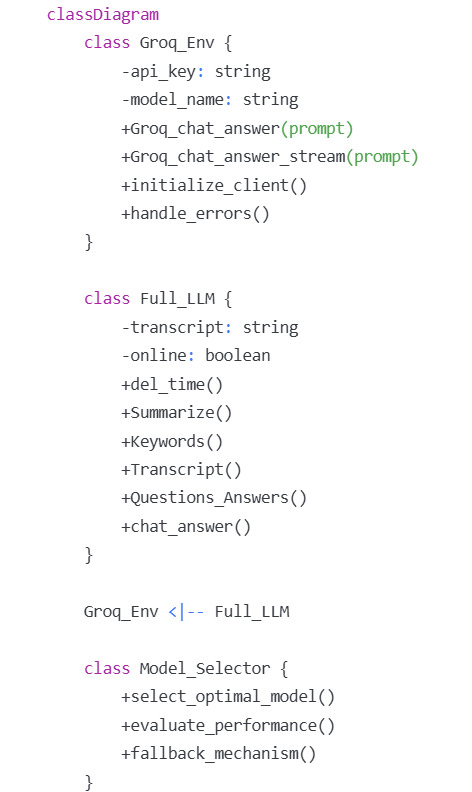 classDiagram
    class Groq_Env {
        -api_key: string
        -model_name: string
        +Groq_chat_answer(prompt)
        +Groq_chat_answer_stream(prompt)
        +initialize_client()
        +handle_errors()
    }

    class Full_LLM {
        -transcript: string
        -online: boolean
        +del_time()
        +Summarize()
        +Keywords()
        +Transcript()
        +Questions_Answers()
        +chat_answer()
    }

    Groq_Env <|-- Full_LLM

    class Model_Selector {
        +select_optimal_model()
        +evaluate_performance()
        +fallback_mechanism()
    }